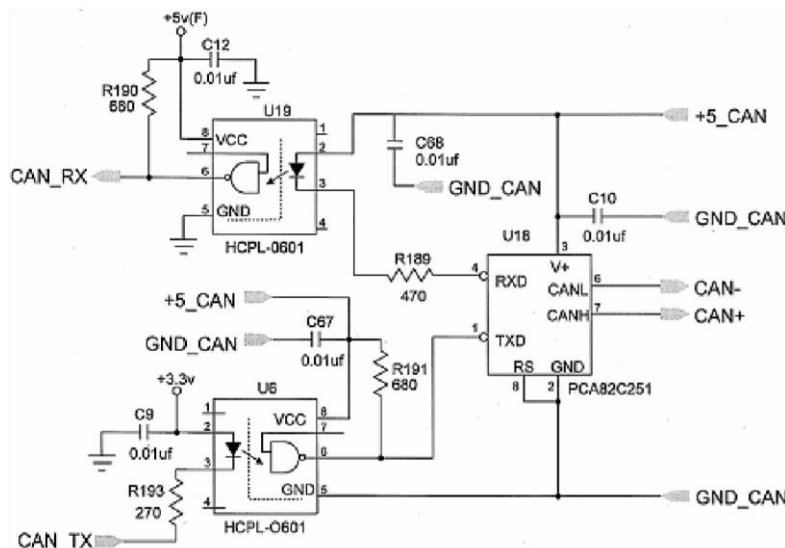 +5v(F)
C12
0.01uf
R190
680
U19
8
VCC
1
7
2
+5_CAN
C68
0.01uf
CAN_RX
6
3
GND_CAN
5
GND
4
C10
GND_CAN
0.01uf
HCPL-0601
U18
3
R189
4
RXD
V+
470
CANL
6
CAN-
+5_CAN
CANH
7
CAN+
1
TXD
GND_CAN
C67
0.01uf
R191
680
RS
GND
8
2
PCA82C251
+3.3v
U6
C9
0.01uf
1
VCC
8
2
7
3
6
R193
270
4
GND
5
GND_CAN
HCPL-O601
CAN_TX